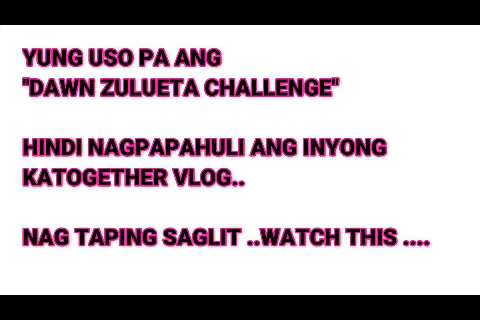 YUNG USO PA ANG
"DAWN ZULUETA CHALLENGE"
HINDI NAGPAPAHULI ANG INYONG
KATOGETHER VLOG..
NAG TAPING SAGLIT ..WATCH THIS ....